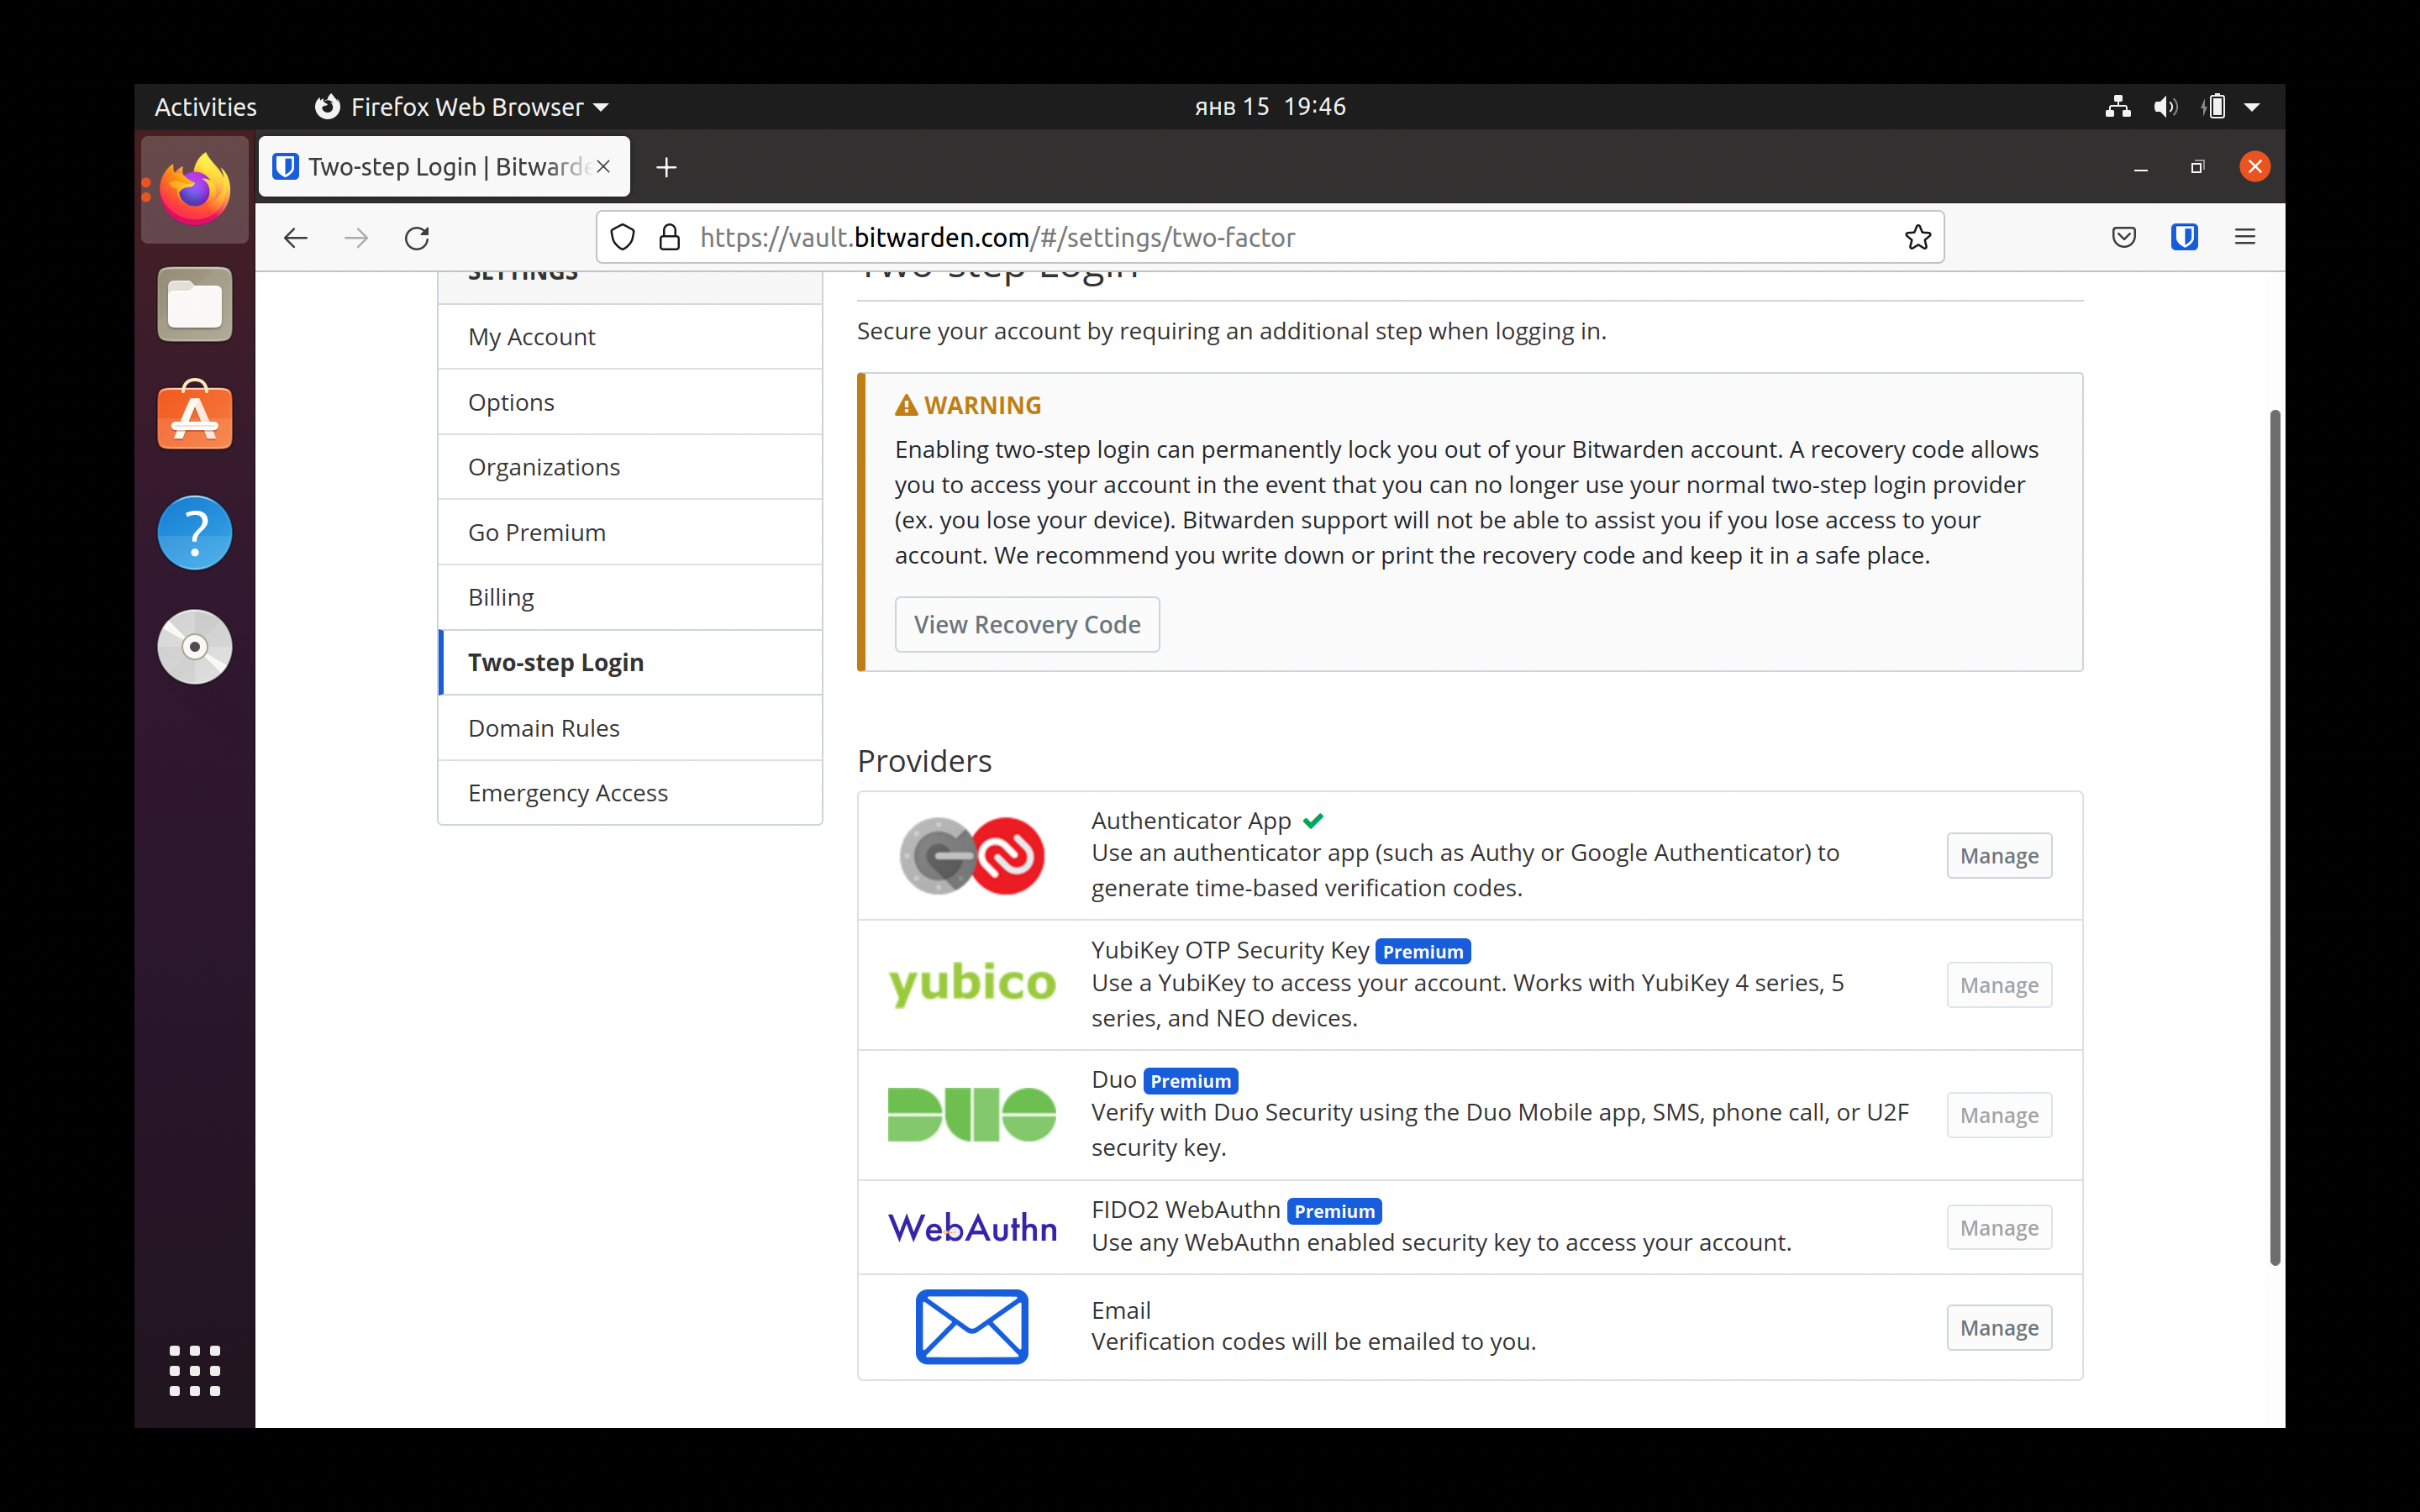 Activities
Firefox Web Browser
янв 15 19:46
Two-step Login | Bitwarde
https://vault.bitwarden.com/#/settings/two-factor
SETTINGS
My Account
Options
Organizations
Go Premium
Billing
Two-step Login
Domain Rules
Emergency Access
Two-step Login
Secure your account by requiring an additional step when logging in.
WARNING
Enabling two-step login can permanently lock you out of your Bitwarden account. A recovery code allows
you to access your account in the event that you can no longer use your normal two-step login provider
(ex. you lose your device). Bitwarden support will not be able to assist you if you lose access to your
account. We recommend you write down or print the recovery code and keep it in a safe place.
View Recovery Code
Providers
Authenticator App
Use an authenticator app (such as Authy or Google Authenticator) to
generate time-based verification codes.
Manage
yubico
YubiKey OTP Security Key Premium
Use a YubiKey to access your account. Works with YubiKey 4 series, 5
series, and NEO devices.
Manage
DUO
Duo Premium
Verify with Duo Security using the Duo Mobile app, SMS, phone call, or U2F
security key.
Manage
WebAuthn
FIDO2 WebAuthn Premium
Use any WebAuthn enabled security key to access your account.
Manage
Email
Verification codes will be emailed to you.
Manage